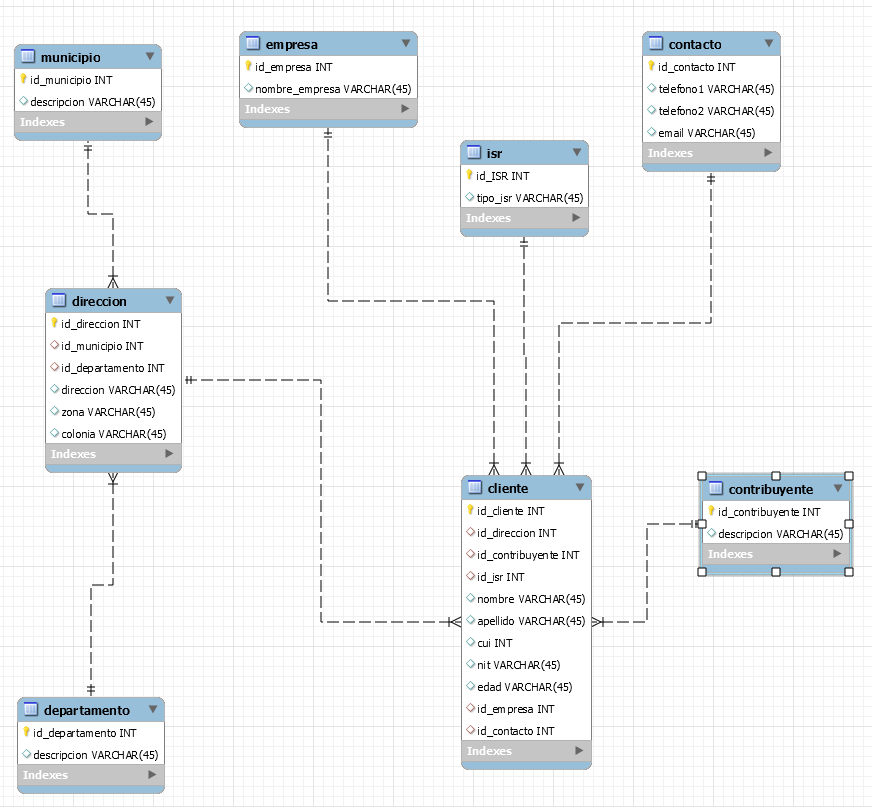 municipio
id_municipio INT
descripcion VARCHAR(45)
Indexes
empresa
id_empresa INT
nombre_empresa VARCHAR(45)
Indexes
isr
id_ISR INT
tipo_isr VARCHAR(45)
Indexes
contacto
id_contacto INT
telefono1 VARCHAR(45)
telefono2 VARCHAR(45)
email VARCHAR(45)
Indexes
direccion
id_direccion INT
id_municipio INT
id_departamento INT
direccion VARCHAR(45)
zona VARCHAR(45)
colonia VARCHAR(45)
Indexes
cliente
id_cliente INT
id_direccion INT
id_contribuyente INT
id_isr INT
nombre VARCHAR(45)
apellido VARCHAR(45)
cui INT
nit VARCHAR(45)
edad VARCHAR(45)
id_empresa INT
id_contacto INT
Indexes
contribuyente
id_contribuyente INT
descripcion VARCHAR(45)
Indexes
departamento
id_departamento INT
descripcion VARCHAR(45)
Indexes